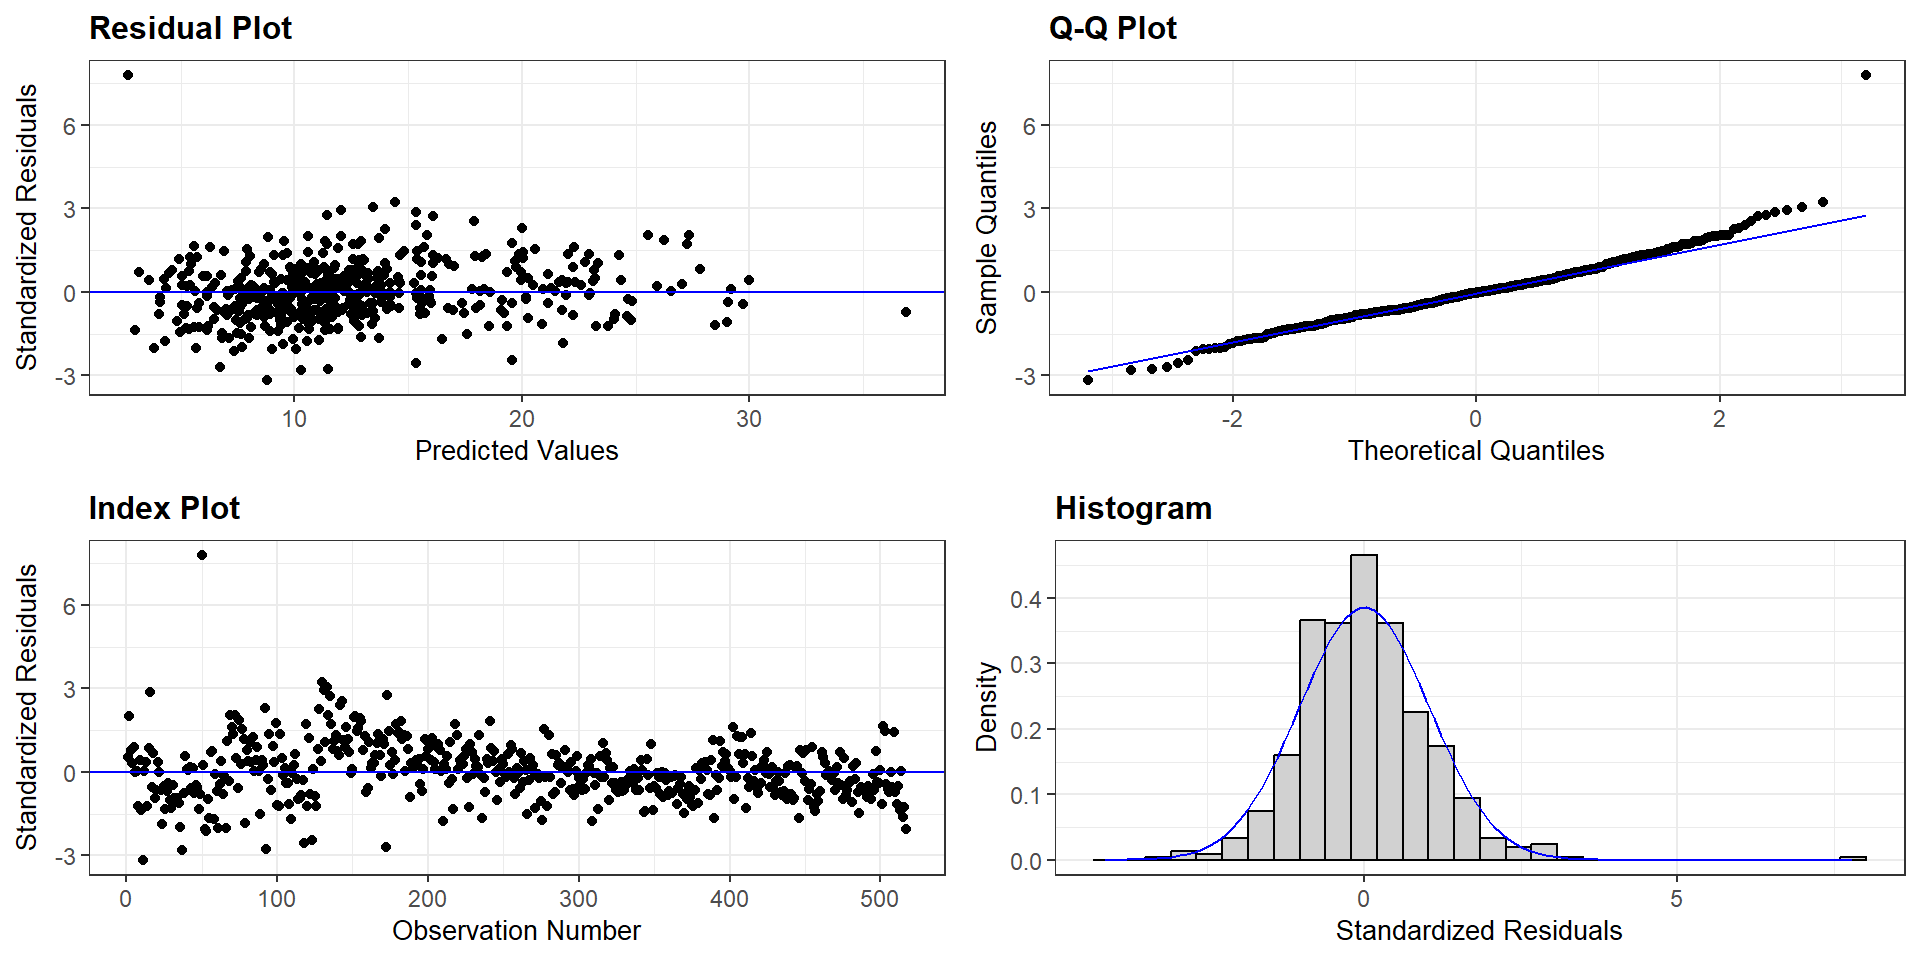 Residual Plot
Standardized Residuals
6
3
0
-3
10
20
30
Predicted Values
Q-Q Plot
Sample Quantiles
6
3
0
-3
-2
0
2
Theoretical Quantiles
Index Plot
Standardized Residuals
6
3
0
-3
0
100
200
300
400
500
Observation Number
Histogram
Density
0.4
0.3
0.2
0.1
0.0
0
5
Standardized Residuals